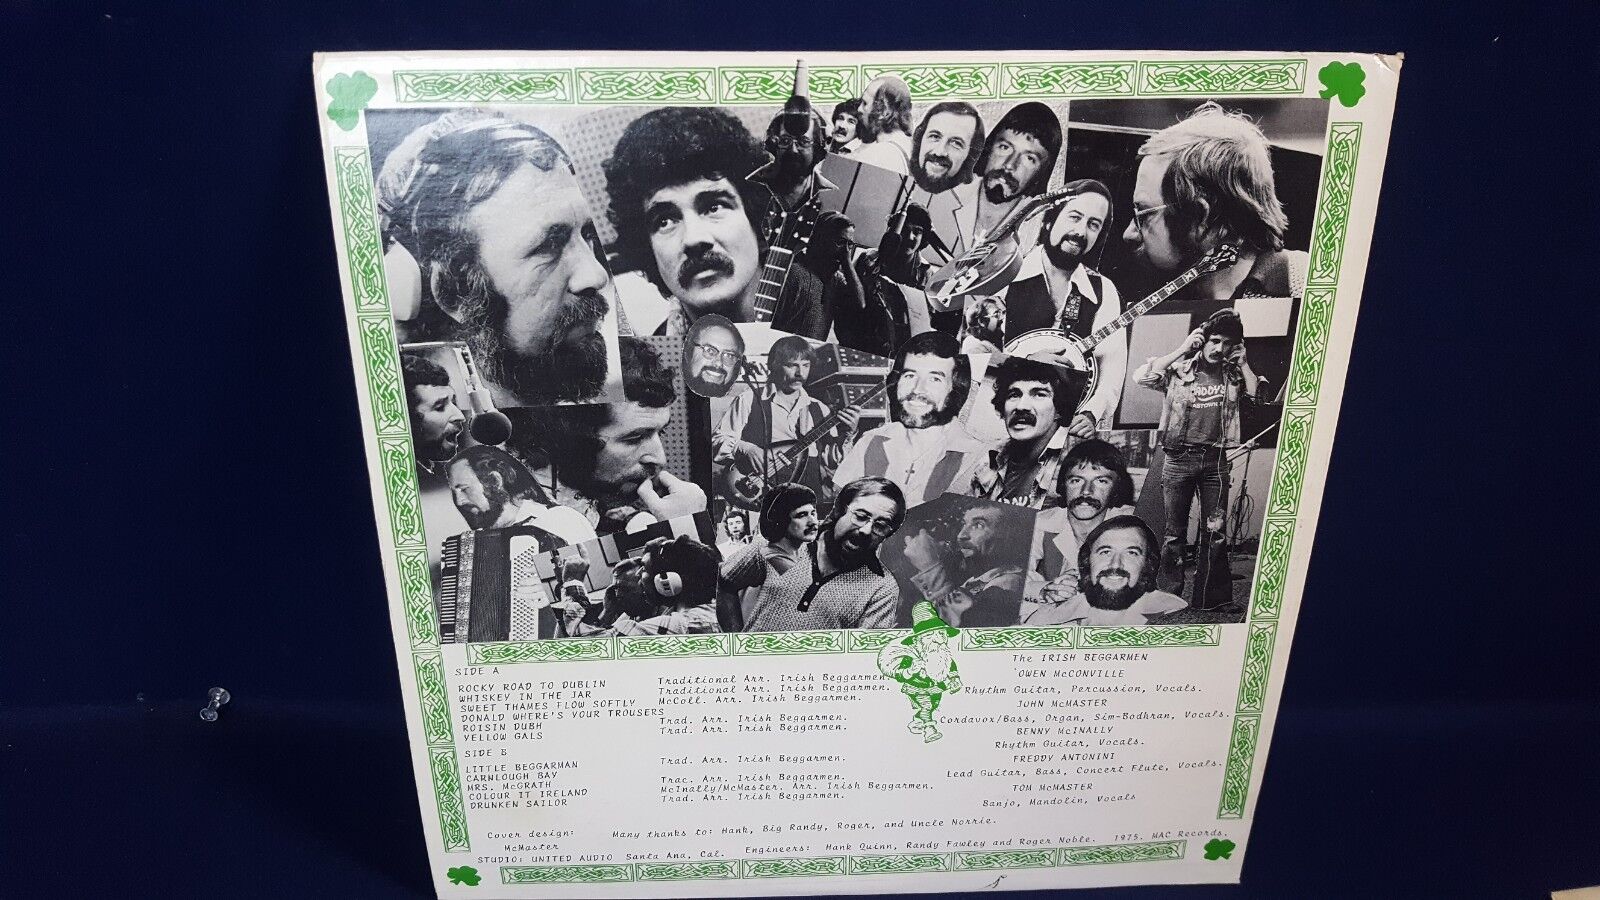 SIDE A
ROCKY ROAD TO DUBLIN Traditional Arr. Irish Beggarmen.
WHISKEY IN THE JAR Traditional Arr. Irish Beggarmen.
SWEET THAMES FLOW SOFTLY McColl. Arr. Irish Beggarmen.
DONALD WHERE'S YOUR TROUSERS
ROISIN DUBH Trad. Arr. Irish Beggarmen.
YELLOW GALS Trad. Arr. Irish Beggarmen.
SIDE B
LITTLE BEGGARMAN Trad. Arr. Irish Beggarmen.
CARNLOUGH BAY
MRS. McGRATH Trac. Arr. Irish Beggarmen.
COLOUR IT IRELAND McInally/McMaster. Arr. Irish Beggarmen.
DRUNKEN SAILOR Trad. Arr. Irish Beggarmen.
The IRISH BEGGARMEN
'OWEN McCONVILLE
Rhythm Guitar, Percussion, Vocals.
JOHN McMASTER
Cordavox/Bass, Organ, Sim-Bodhran, Vocals.
BENNY McINALLY
Rhythm Guitar, Vocals.
FREDDY ANTONINI
Lead Guitar, Bass, Concert Flute, Vocals.
TOM McMASTER
Banjo, Mandolin, Vocals
Cover design: Many thanks to: Hank, Big Randy, Roger, and Uncle Norrie.
McMaster
STUDIO: UNITED AUDIO Santa Ana, Cal. Engineers: Hank Quinn, Randy Fawley and Roger Noble. 1975. MAC Records.